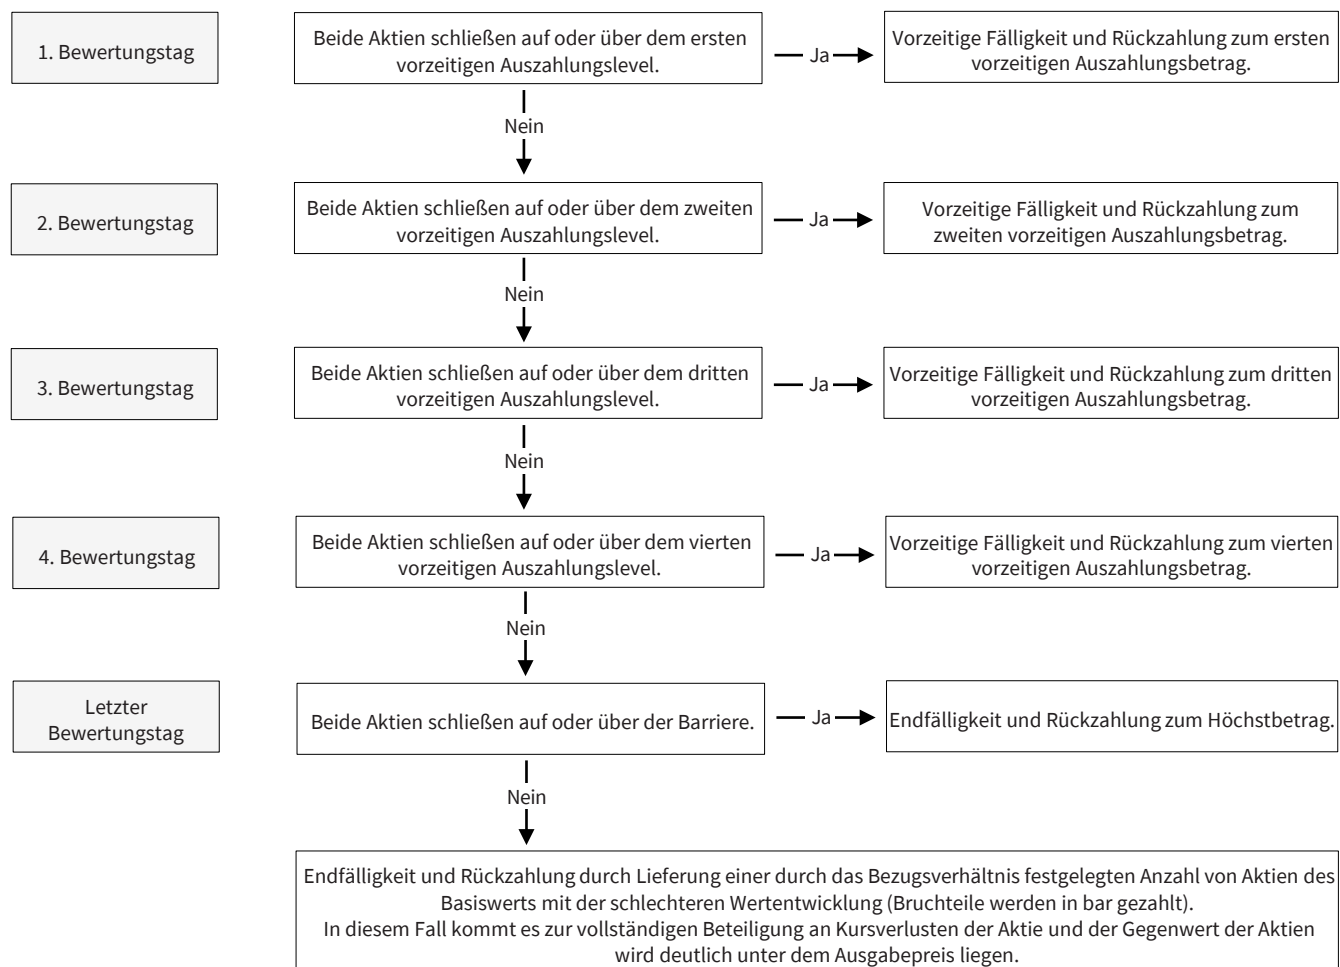 1. Bewertungstag
Beide Aktien schließen auf oder über dem ersten
vorzeitigen Auszahlungslevel.
Ja
Vorzeitige Fälligkeit und Rückzahlung zum ersten
vorzeitigen Auszahlungsbetrag.
Nein
2. Bewertungstag
Beide Aktien schließen auf oder über dem zweiten
vorzeitigen Auszahlungslevel.
Ja
Vorzeitige Fälligkeit und Rückzahlung zum
zweiten vorzeitigen Auszahlungsbetrag.
Nein
3. Bewertungstag
Beide Aktien schließen auf oder über dem dritten
vorzeitigen Auszahlungslevel.
Ja
Vorzeitige Fälligkeit und Rückzahlung zum dritten
vorzeitigen Auszahlungsbetrag.
Nein
4. Bewertungstag
Beide Aktien schließen auf oder über dem vierten
vorzeitigen Auszahlungslevel.
Ja
Vorzeitige Fälligkeit und Rückzahlung zum vierten
vorzeitigen Auszahlungsbetrag.
Nein
Letzter
Bewertungstag
Beide Aktien schließen auf oder über der Barriere.
Ja
Endfälligkeit und Rückzahlung zum Höchstbetrag.
Nein
Endfälligkeit und Rückzahlung durch Lieferung einer durch das Bezugsverhältnis festgelegten Anzahl von Aktien des
Basiswerts mit der schlechteren Wertentwicklung (Bruchteile werden in bar gezahlt).
In diesem Fall kommt es zur vollständigen Beteiligung an Kursverlusten der Aktie und der Gegenwert der Aktien
wird deutlich unter dem Ausgabepreis liegen.